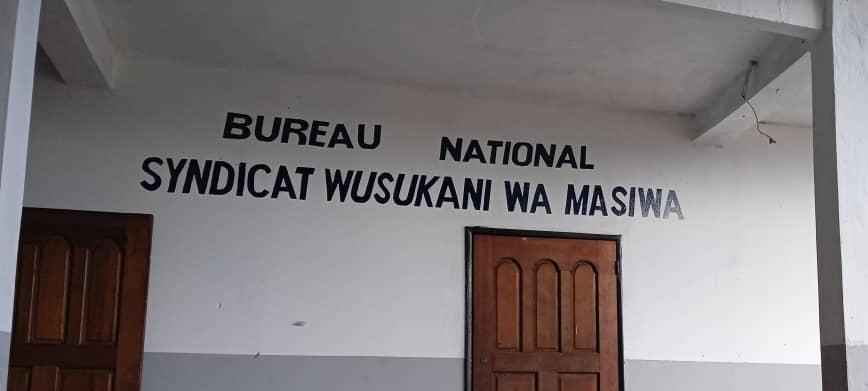 BUREAU NATIONAL
SYNDICAT WUSUKANI WA MASIWA